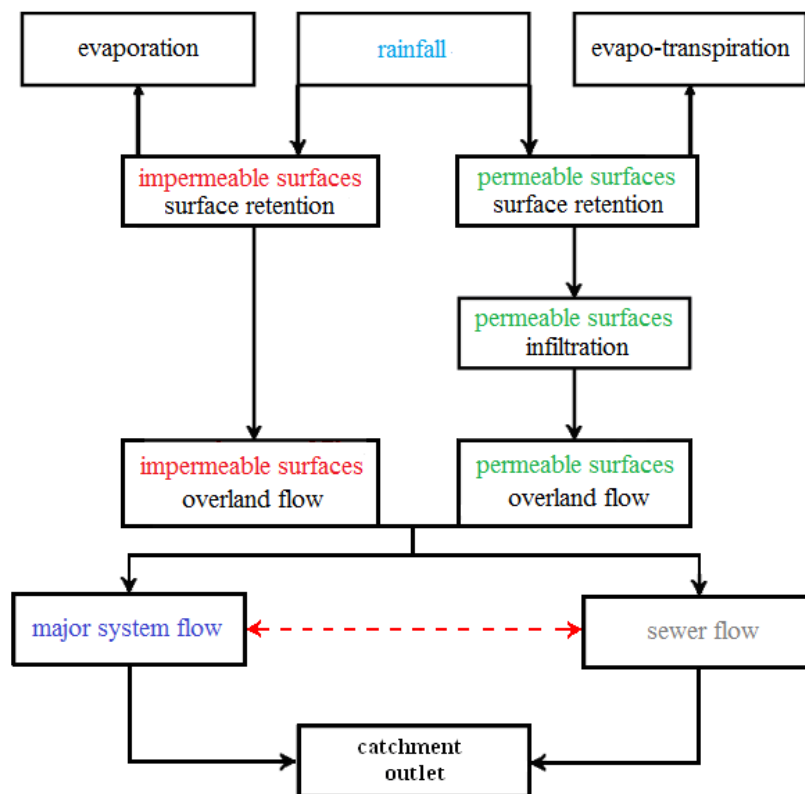 evaporation
rainfall
evapo-transpiration
impermeable surfaces
surface retention
permeable surfaces
surface retention
permeable surfaces
infiltration
impermeable surfaces
overland flow
permeable surfaces
overland flow
major system flow
sewer flow
catchment
outlet